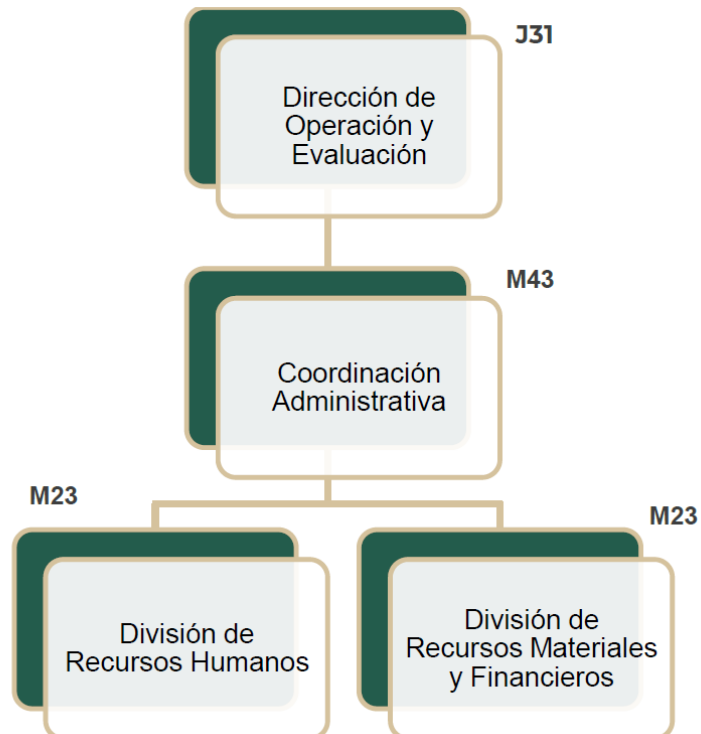 J31
Dirección de
Operación y
Evaluación
M43
Coordinación
Administrativa
M23
División de
Recursos Humanos
M23
División de
Recursos Materiales
y Financieros